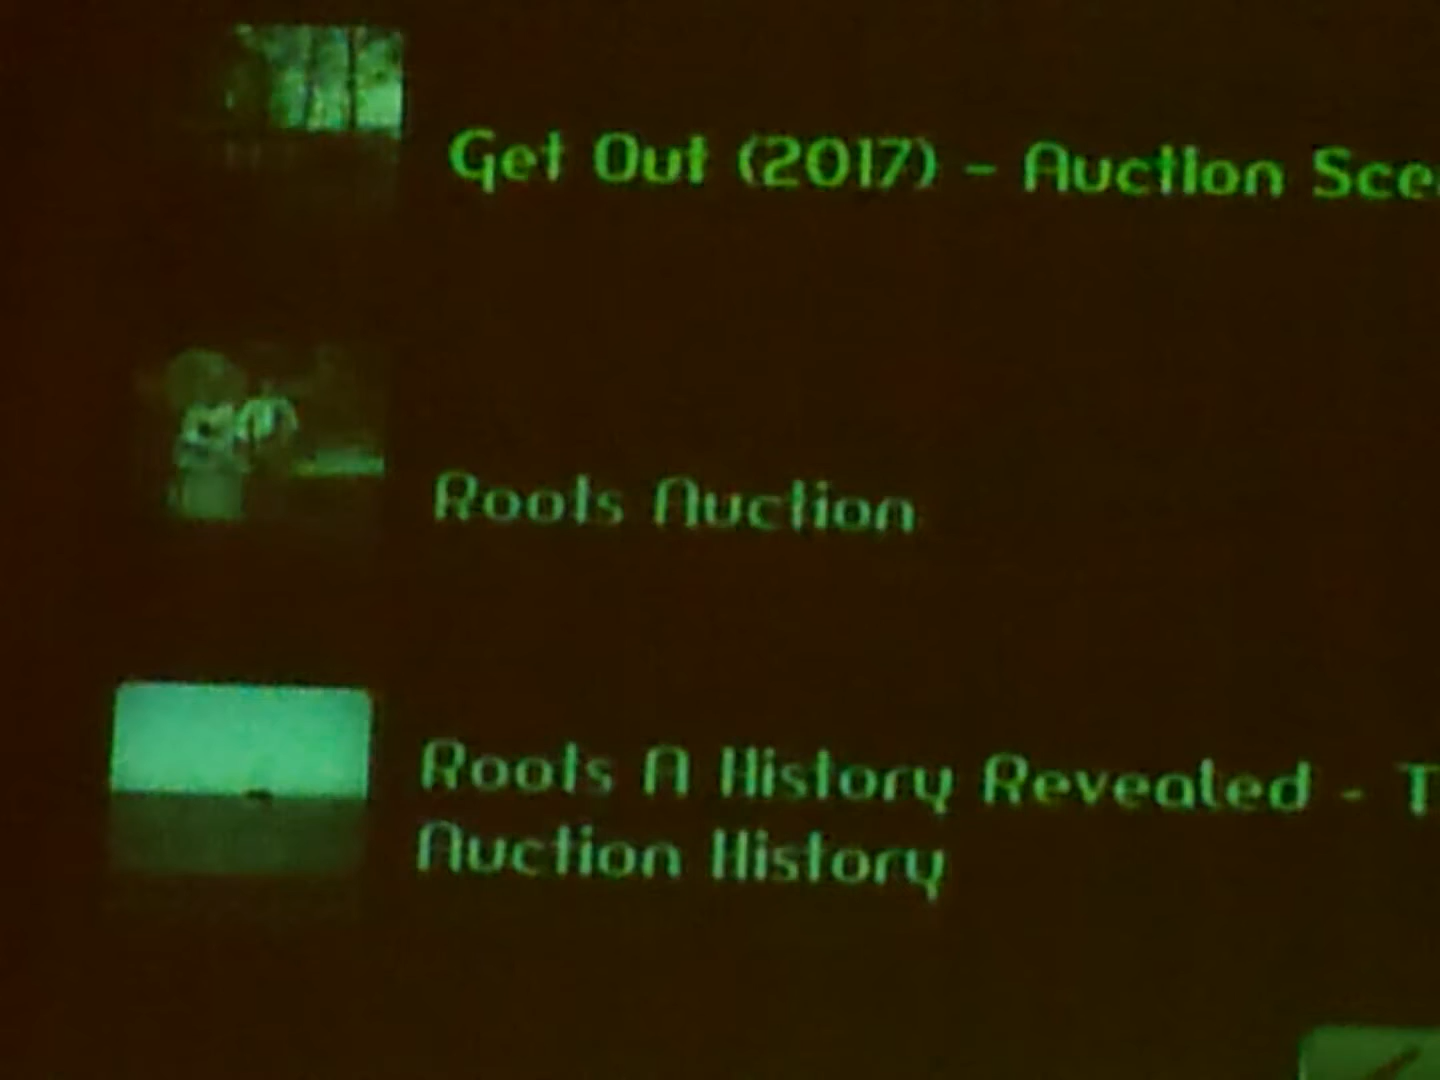 Get Out (2017) - Auction
Roots Auction
Roots A History Revealed -
Auction History